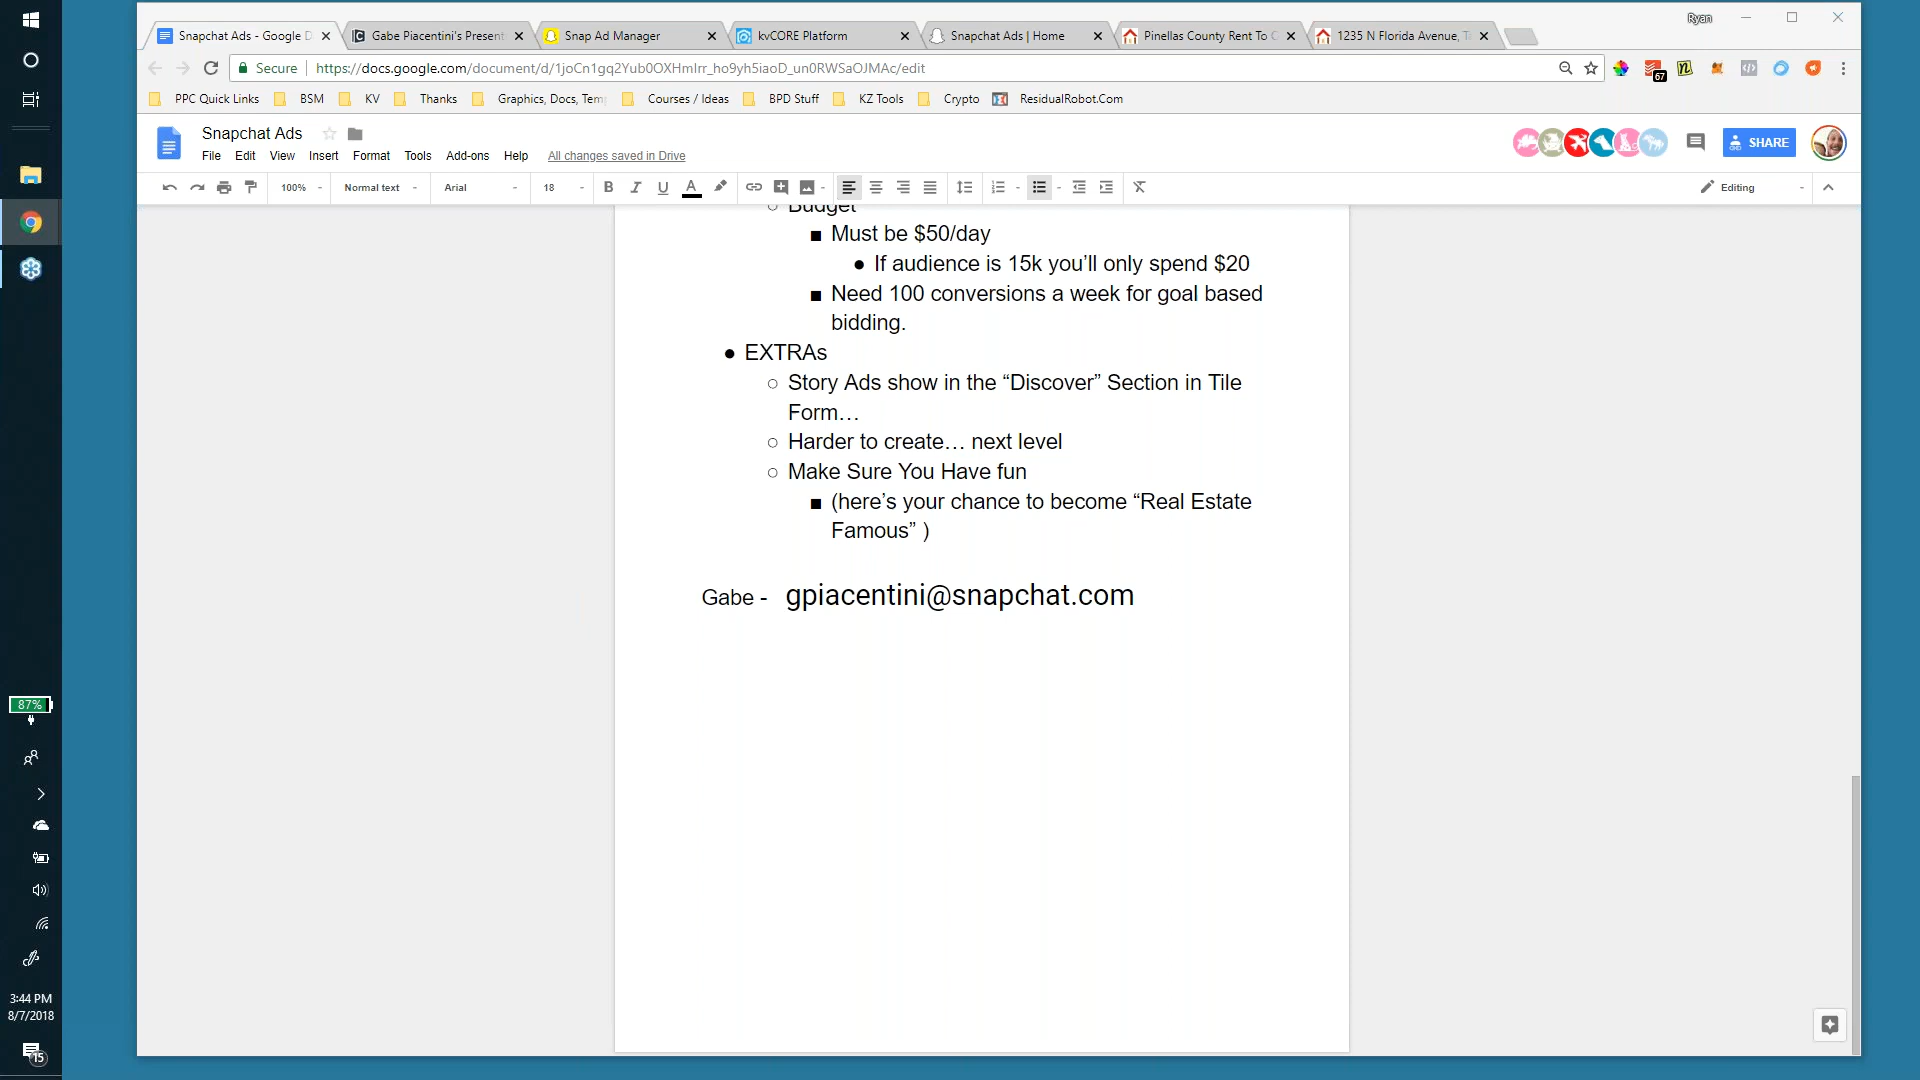 Ryan
Snapchat Ads - Google D
Gabe Piacentini's Present
Snap Ad Manager
kvCORE Platform
Snapchat Ads | Home
Pinellas County Rent To C
1235 N Florida Avenue, T
Secure
https://docs.google.com/document/d/1joCn1gq2Yub0OXHmIrr_ho9yh5iaoD_un0RWSaOJMAc/edit
67
PPC Quick Links
BSM
KV
Thanks
Graphics, Docs, Temp
Courses / Ideas
BPD Stuff
KZ Tools
Crypto
ResidualRobot.Com
Snapchat Ads
File Edit View Insert Format Tools Add-ons Help
All changes saved in Drive
SHARE
100%
Normal text
Arial
18
B I U A
Editing
Budget
■ Must be $50/day
● If audience is 15k you’ll only spend $20
■ Need 100 conversions a week for goal based
bidding.
● EXTRAs
○ Story Ads show in the “Discover” Section in Tile
Form…
○ Harder to create… next level
○ Make Sure You Have fun
■ (here’s your chance to become “Real Estate
Famous” )
Gabe - gpiacentini@snapchat.com
87%
3:44 PM
8/7/2018
15